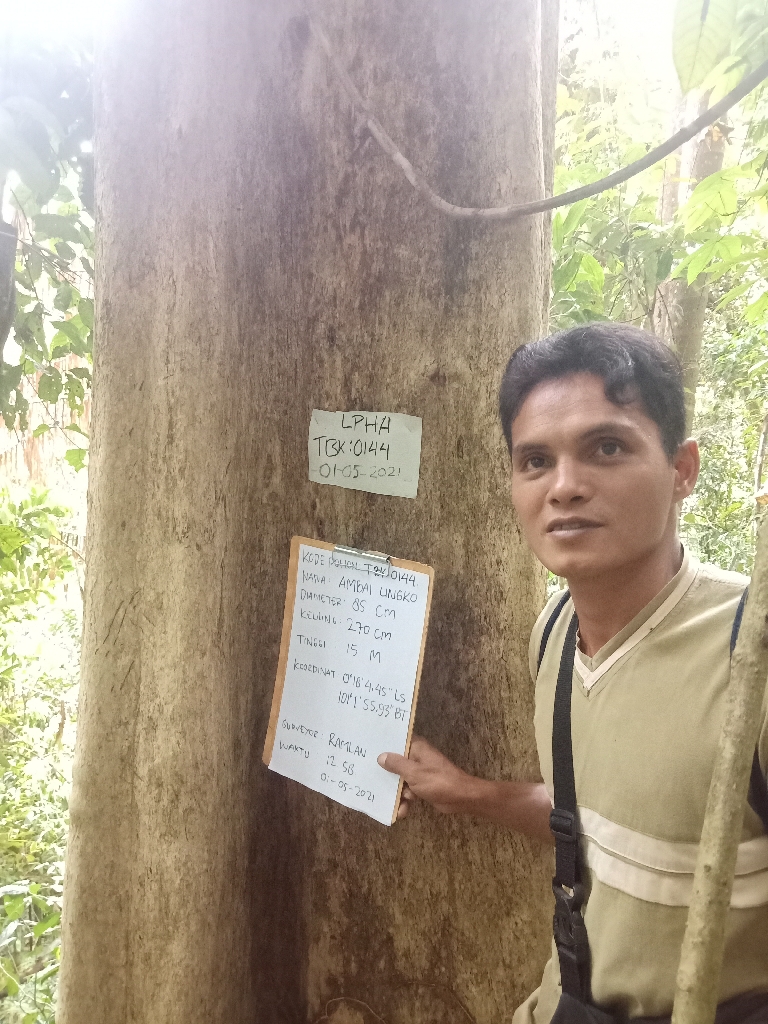 LPHA
TBK:0144
01-05-2021
KODE POHON TBK 0144.
NAMA: AMBAI UNGKO
DIAMETER: 85 CM
KELILING: 270 CM
TINGGI: 15 M
KOORDINAT 0°18'4,45" LS
101°1'55,93" BT
SURVEYOR: RAMLAN
WAKTU: 12 58
01-05-2021